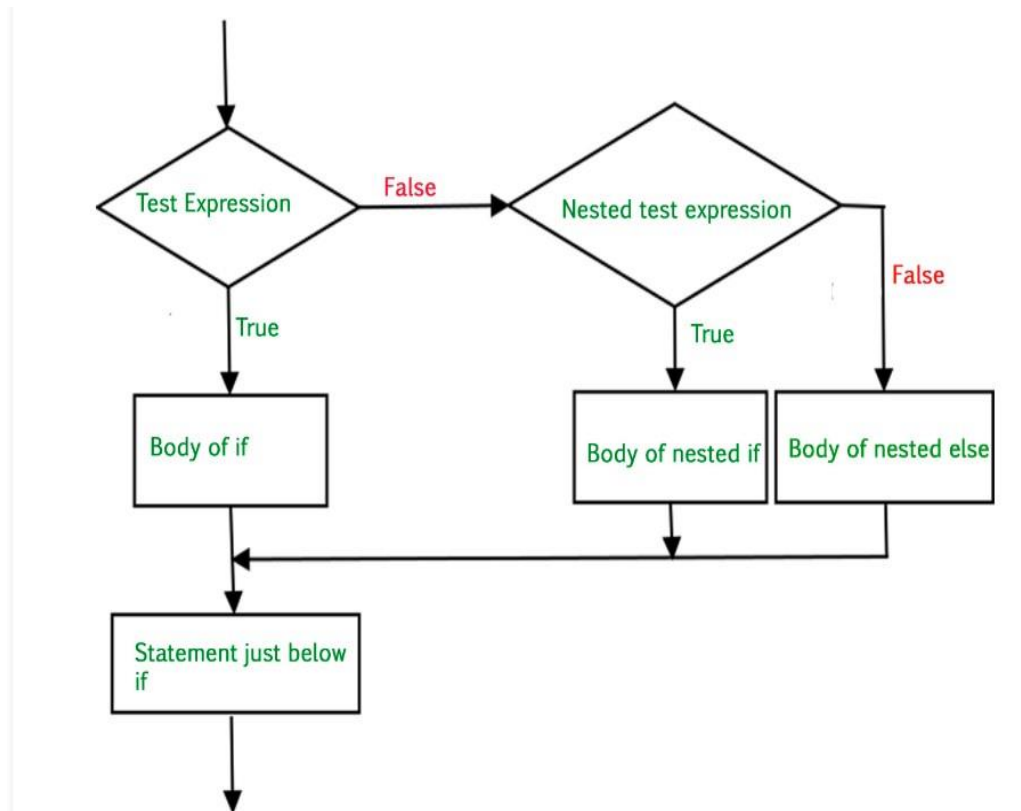 Test Expression
False
Nested test expression
False
True
True
Body of if
Body of nested if
Body of nested else
Statement just below
if